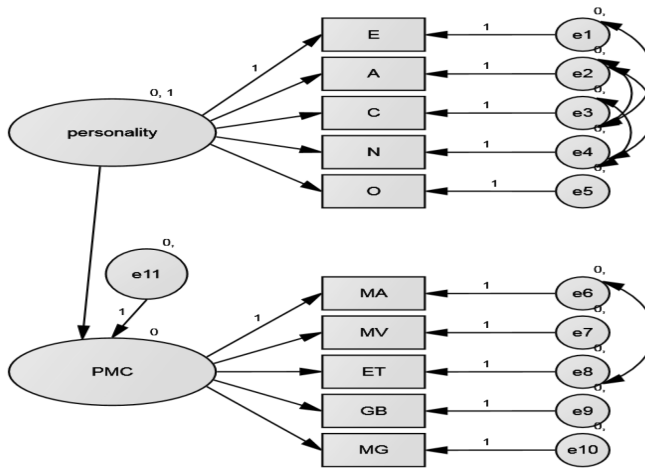 0,
E 1 e1
1
0,
A 1 e2
0, 1
0,
personality
C 1 e3
0,
N 1 e4
0,
O 1 e5
0,
e11
0,
MA 1 e6
1
1
0,
MV 1 e7
0
0,
PMC
ET 1 e8
0,
GB 1 e9
0,
MG 1 e10